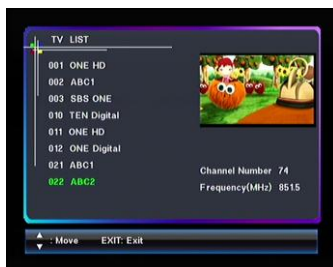 TV LIST
001 ONE HD
002 ABC1
003 SBS ONE
010 TEN Digital
011 ONE HD
012 ONE Digital
021 ABC1
022 ABC2
Channel Number 74
Frequency(MHz) 851.5
: Move EXIT: Exit